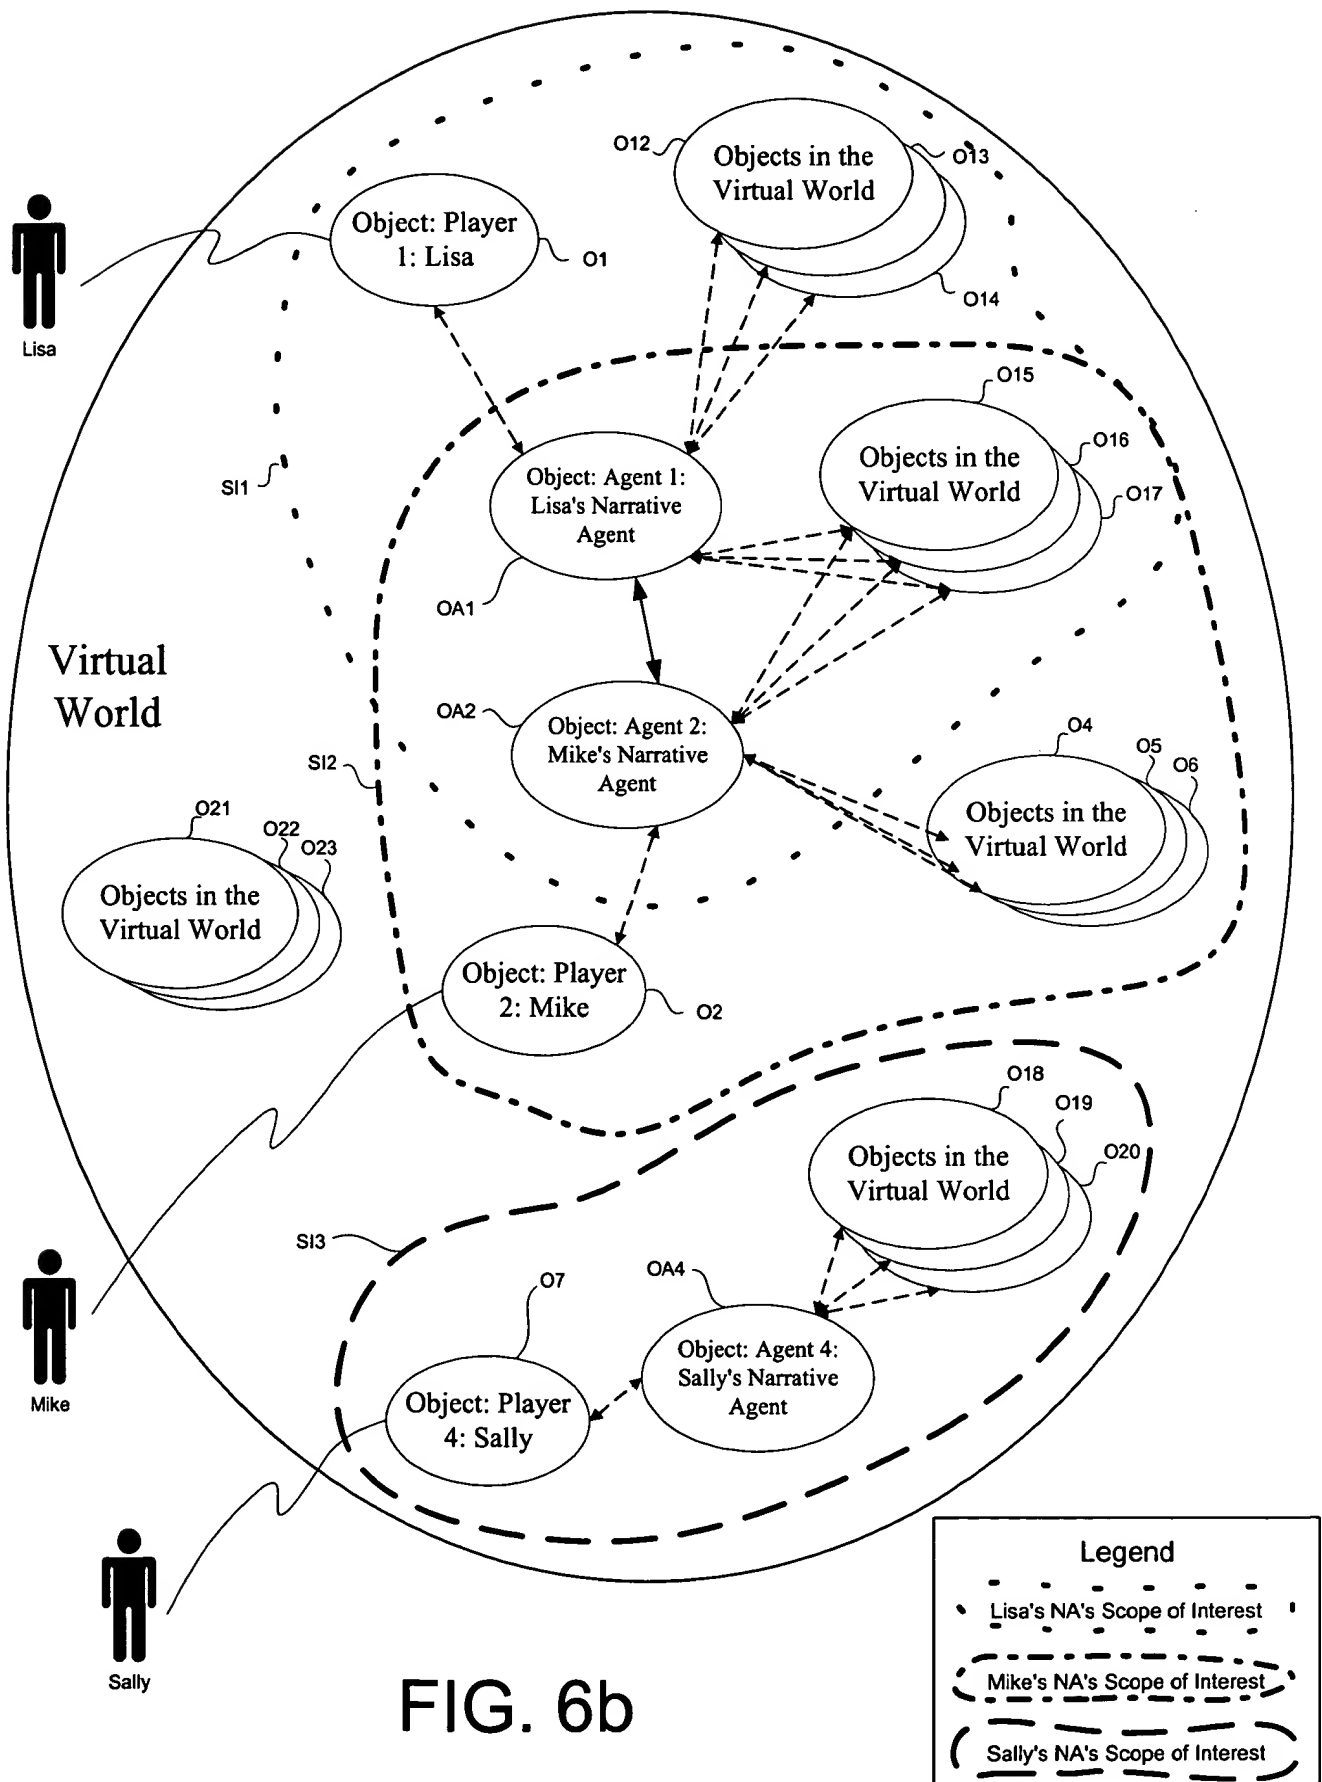 O12
Objects in the
Virtual World
O13
O14
Object: Player
1: Lisa
O1
Lisa
O15
O16
O17
Objects in the
Virtual World
SI1
Object: Agent 1:
Lisa's Narrative
Agent
OA1
Virtual
World
OA2
Object: Agent 2:
Mike's Narrative
Agent
SI2
O4
O5
O6
Objects in the
Virtual World
O21
O22
O23
Objects in the
Virtual World
Object: Player
2: Mike
O2
O18
O19
O20
Objects in the
Virtual World
SI3
OA4
O7
Object: Agent 4:
Sally's Narrative
Agent
Object: Player
4: Sally
Mike
Sally
FIG. 6b
Legend
Lisa's NA's Scope of Interest
Mike's NA's Scope of Interest
Sally's NA's Scope of Interest